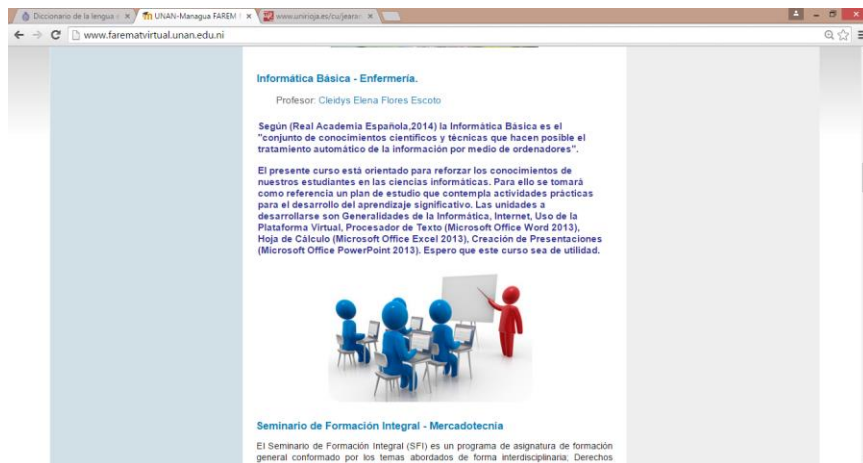 Diccionario de la lengua
UNAN-Managua FAREM
www.unirioja.es/cu/jearan
www.farematvirtual.unan.edu.ni
Informática Básica - Enfermería.
Profesor: Cleidys Elena Flores Escoto
Según (Real Academia Española,2014) la Informática Básica es el
"conjunto de conocimientos científicos y técnicas que hacen posible el
tratamiento automático de la información por medio de ordenadores".
El presente curso está orientado para reforzar los conocimientos de
nuestros estudiantes en las ciencias informáticas. Para ello se tomará
como referencia un plan de estudio que contempla actividades prácticas
para el desarrollo del aprendizaje significativo. Las unidades a
desarrollarse son Generalidades de la Informática, Internet, Uso de la
Plataforma Virtual, Procesador de Texto (Microsoft Office Word 2013),
Hoja de Cálculo (Microsoft Office Excel 2013), Creación de Presentaciones
(Microsoft Office PowerPoint 2013). Espero que este curso sea de utilidad.
Seminario de Formación Integral - Mercadotecnia
El Seminario de Formación Integral (SFI) es un programa de asignatura de formación
general conformado por los temas abordados de forma interdisciplinaria; Derechos